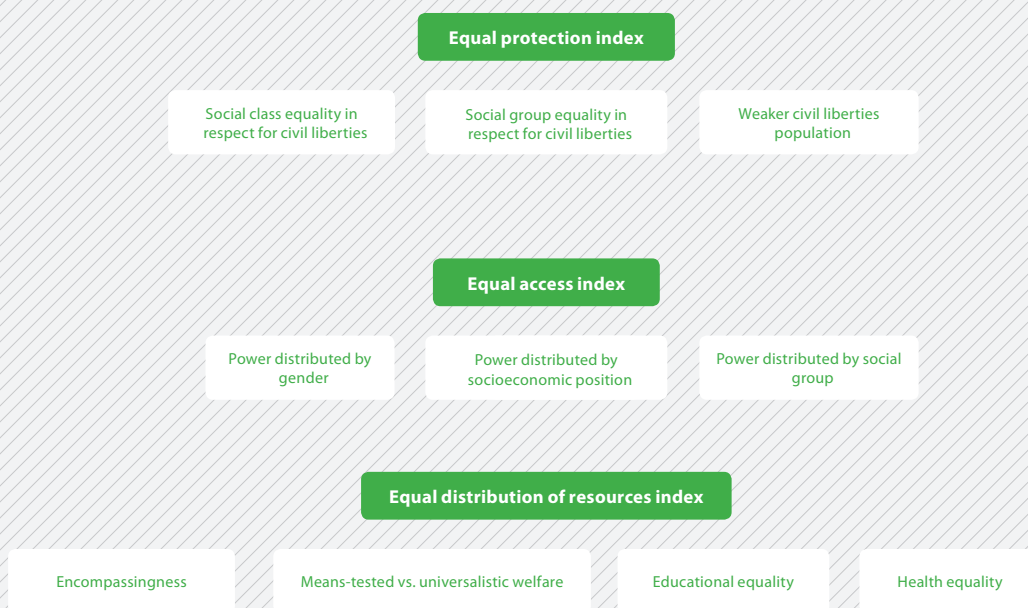 Equal protection index
Social class equality in
respect for civil liberties
Social group equality in
respect for civil liberties
Weaker civil liberties
population
Equal access index
Power distributed by
gender
Power distributed by
socioeconomic position
Power distributed by social
group
Equal distribution of resources index
Encompassingness
Means-tested vs. universalistic welfare
Educational equality
Health equality